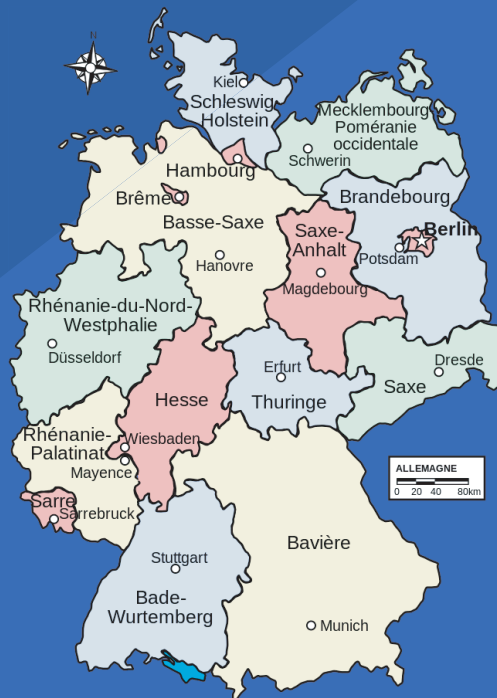 N
Kiel
Schleswig
Holstein
Mecklembourg
Poméranie
occidentale
Schwerin
Hambourg
Brême
Basse-Saxe
Hanovre
Brandebourg
Berlin
Potsdam
Saxe-
Anhalt
Magdebourg
Rhénanie-du-Nord-
Westphalie
Düsseldorf
Erfurt
Thuringe
Dresde
Saxe
Hesse
Wiesbaden
Rhénanie-
Palatinat
Mayence
Sarre
Sarrebruck
ALLEMAGNE
0 20 40 80km
Bavière
Stuttgart
Bade-
Wurtemberg
Munich